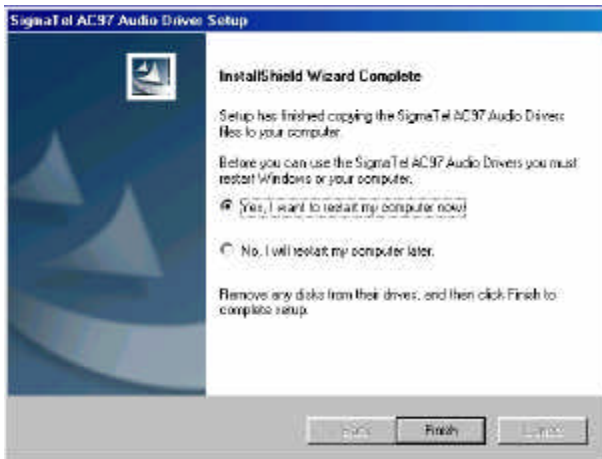 SigmaTel AC97 Audio Driver Setup
InstallShield Wizard Complete
Setup has finished copying the SigmaTel AC97 Audio Drivers
files to your computer.
Before you can use the SigmaTel AC97 Audio Drivers you must
restart Windows or your computer.
Yes, I want to restart my computer now!
No, I will restart my computer later.
Remove any disks from their drives, and then click Finish to
complete setup.
Back Finish Cancel